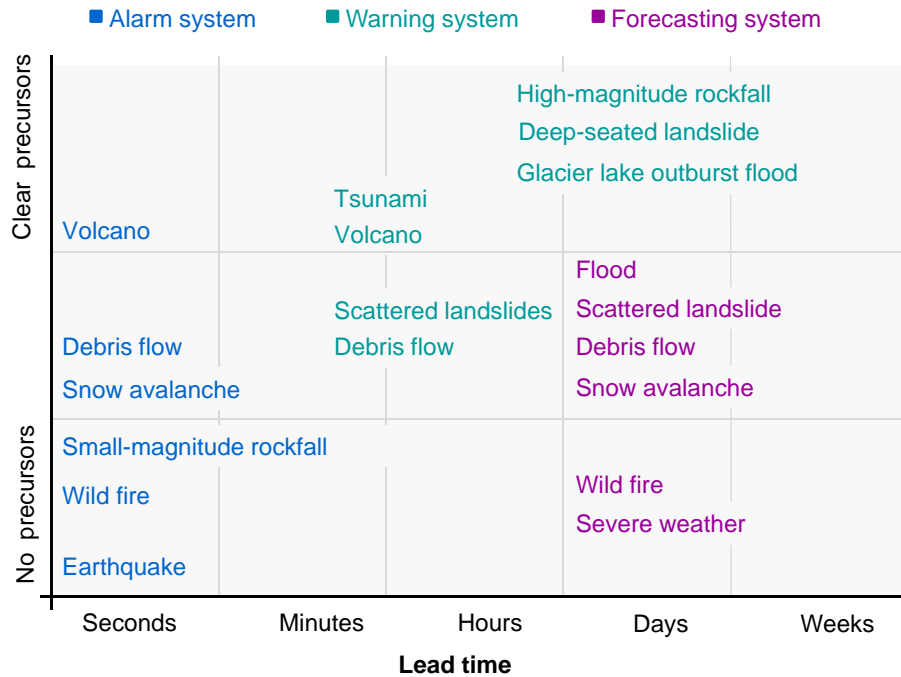 Alarm system
Warning system
Forecasting system
Clear precursors
High-magnitude rockfall
Deep-seated landslide
Glacier lake outburst flood
Tsunami
Volcano
Volcano
Flood
Scattered landslides
Scattered landslide
Debris flow
Debris flow
Debris flow
Snow avalanche
Snow avalanche
No precursors
Small-magnitude rockfall
Wild fire
Wild fire
Severe weather
Earthquake
Seconds
Minutes
Hours
Days
Weeks
Lead time